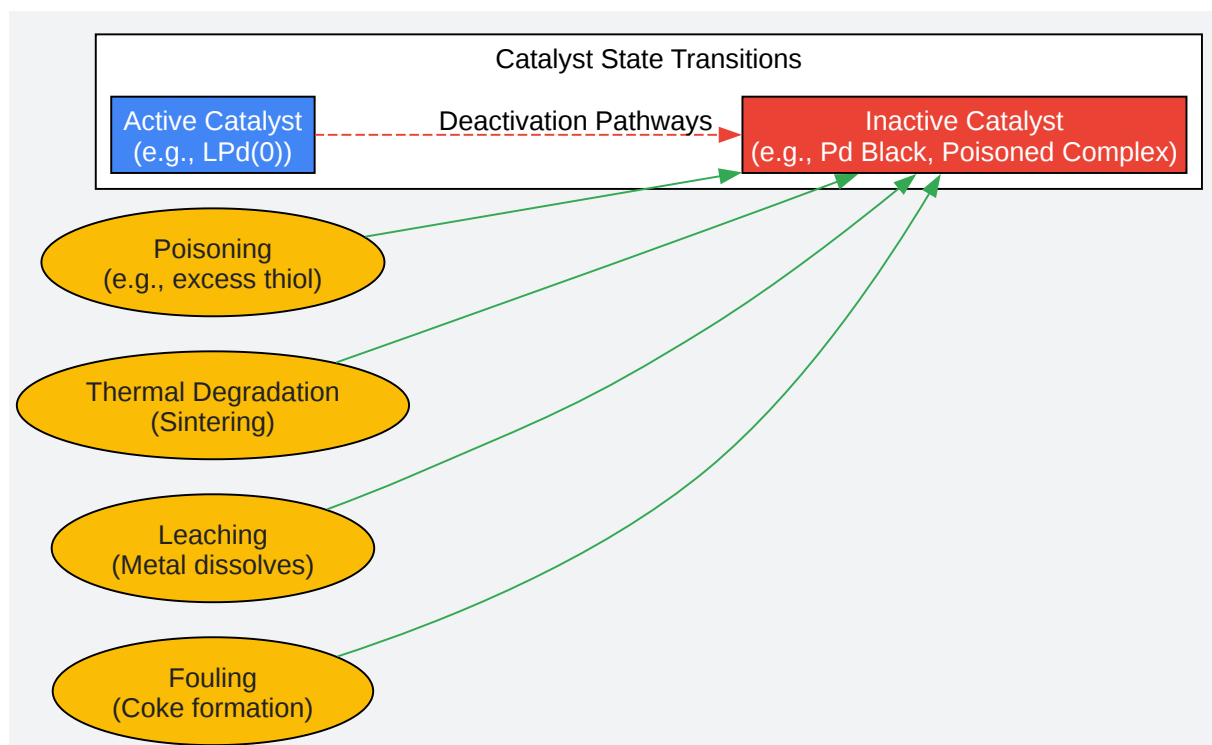 Catalyst State Transitions
Active Catalyst
(e.g., LPd(0))
Deactivation Pathways
Inactive Catalyst
(e.g., Pd Black, Poisoned Complex)
Poisoning
(e.g., excess thiol)
Thermal Degradation
(Sintering)
Leaching
(Metal dissolves)
Fouling
(Coke formation)